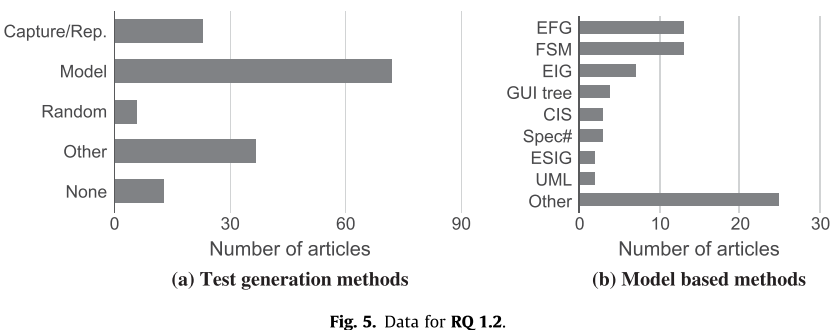 Capture/Rep.
Model
Random
Other
None
0 30 60 90
Number of articles
(a) Test generation methods
EFG
FSM
EIG
GUI tree
CIS
Spec#
ESIG
UML
Other
0 10 20 30
Number of articles
(b) Model based methods
Fig. 5. Data for RQ 1.2.